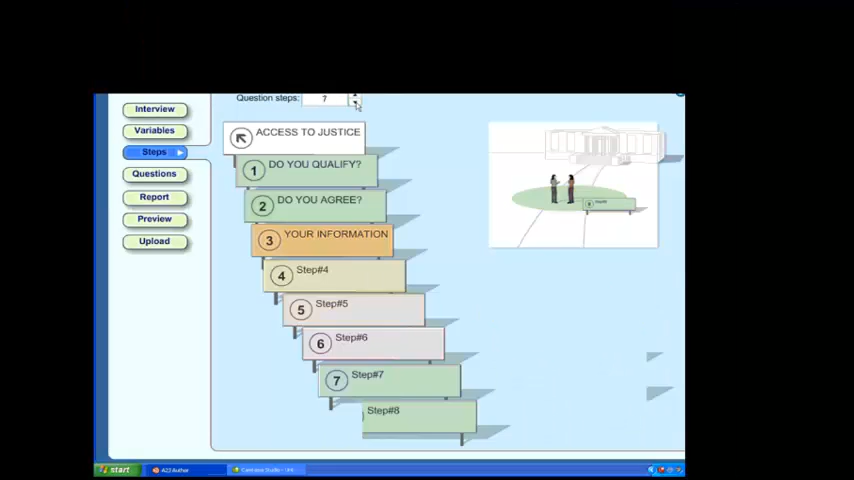 Question steps: 7
Interview
Variables
Steps
Questions
Report
Preview
Upload
ACCESS TO JUSTICE
1 DO YOU QUALIFY?
2 DO YOU AGREE?
3 YOUR INFORMATION
4 Step#4
5 Step#5
6 Step#6
7 Step#7
Step#8
start
A2J Author